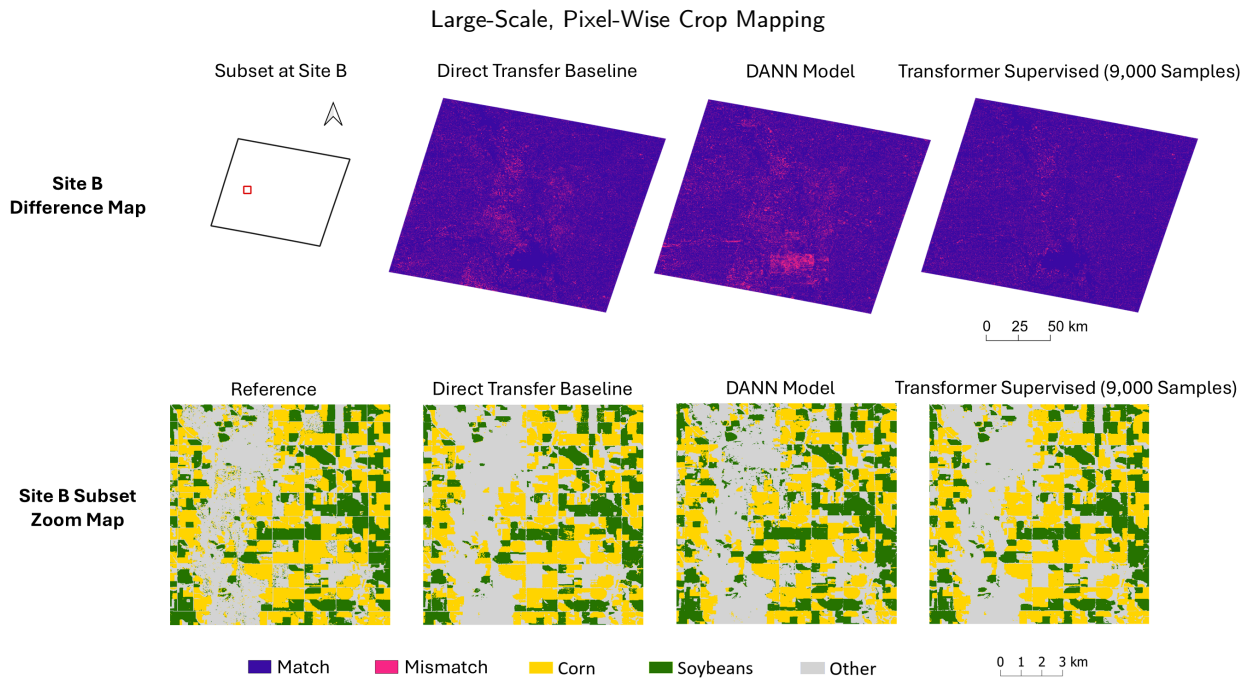 Large-Scale, Pixel-Wise Crop Mapping
Subset at Site B
Direct Transfer Baseline
DANN Model
Transformer Supervised (9,000 Samples)
Site B
Difference Map
0 25 50 km
Reference
Direct Transfer Baseline
DANN Model
Transformer Supervised (9,000 Samples)
Site B Subset
Zoom Map
Match
Mismatch
Corn
Soybeans
Other
0 1 2 3 km